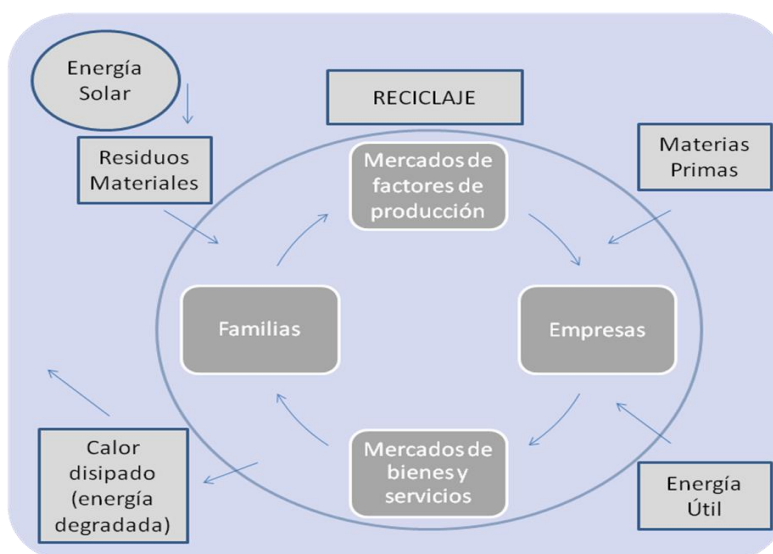 Energía
Solar
RECICLAJE
Residuos
Materiales
Mercados de
factores de
producción
Materias
Primas
Familias
Empresas
Calor
disipado
(energía
degradada)
Mercados de
bienes y
servicios
Energía
Útil